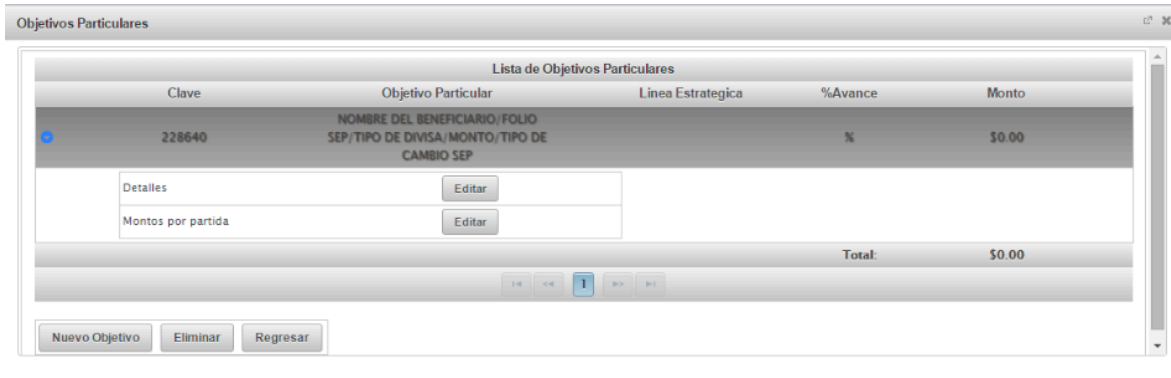 Objetivos Particulares
Lista de Objetivos Particulares
Clave Objetivo Particular Linea Estrategica %Avance Monto
NOMBRE DEL BENEFICIARIO/FOLIO
228640 SEP/TIPO DE DIVISA/MONTO/TIPO DE % $0.00
CAMBIO SEP
Detalles Editar
Montos por partida Editar
Total: $0.00
1
Nuevo Objetivo Eliminar Regresar